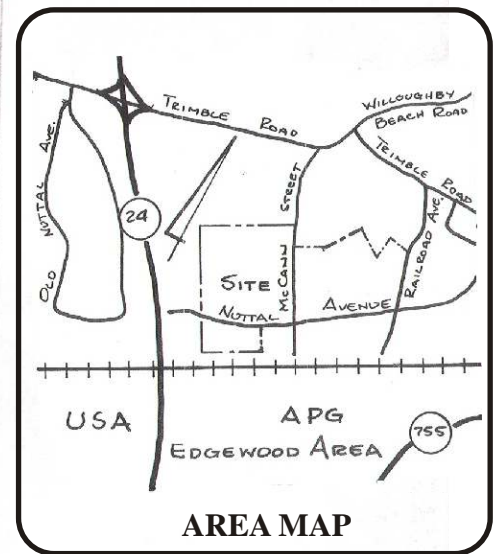 WILLOUGHBY
BEACH ROAD
TRIMBLE ROAD
TRIMBLE ROAD
OLD NUTTAL AVE.
24
McCANN STREET
RAILROAD AVE.
SITE
NUTTAL AVENUE
USA
APG
EDGEWOOD AREA
755
AREA MAP